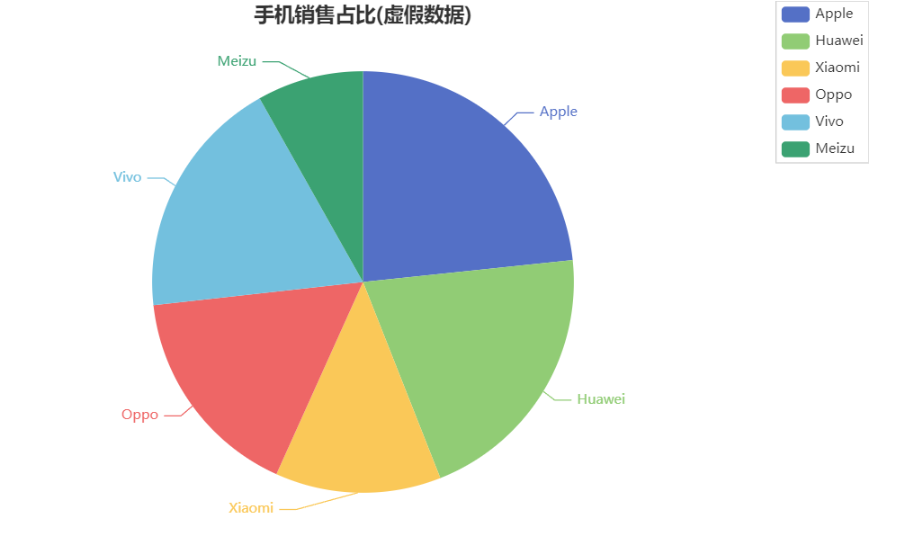 手机销售占比(虚假数据)
Apple
Huawei
Xiaomi
Oppo
Vivo
Meizu
Meizu
Apple
Vivo
Huawei
Oppo
Xiaomi